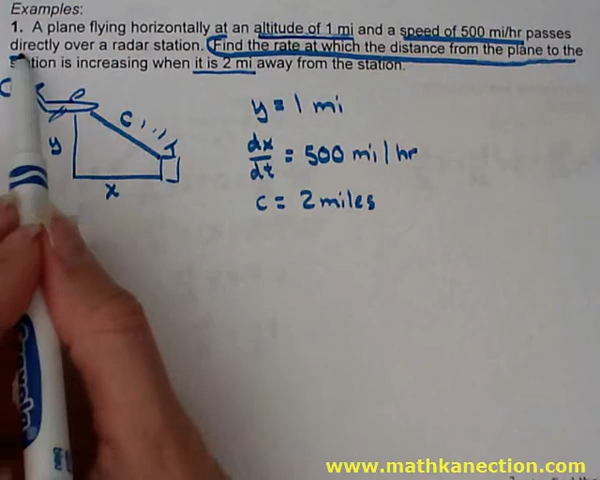 Examples:
1. A plane flying horizontally at an altitude of 1 mi and a speed of 500 mi/hr passes
directly over a radar station. Find the rate at which the distance from the plane to the
is increasing when it is 2 mi away from the station.
c
y
x
y = 1 mi
dx/dt = 500 mi/hr
c = 2 miles
Crayola
www.mathkanection.com